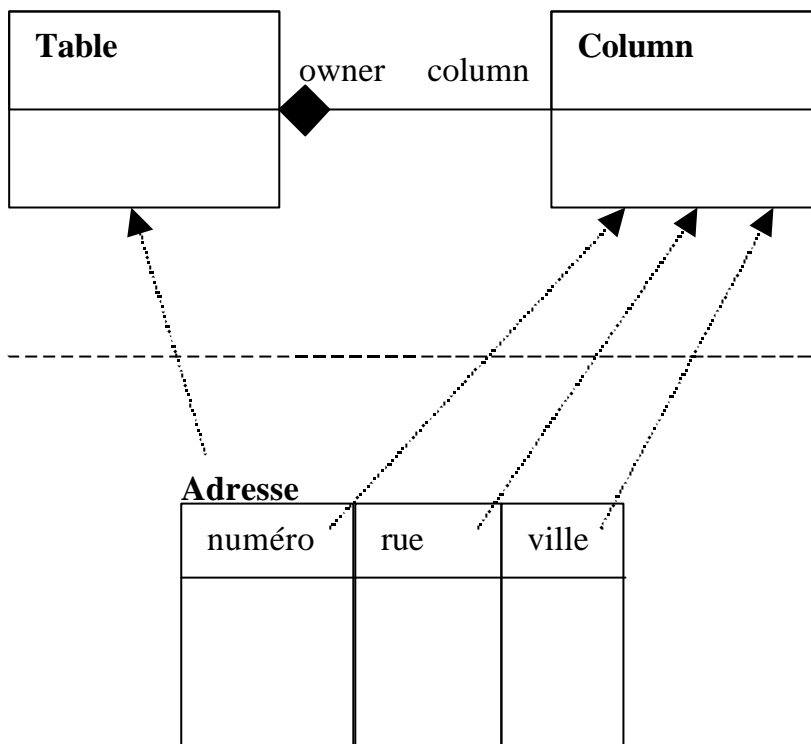 Table
Column
owner column
Adresse
numéro rue ville